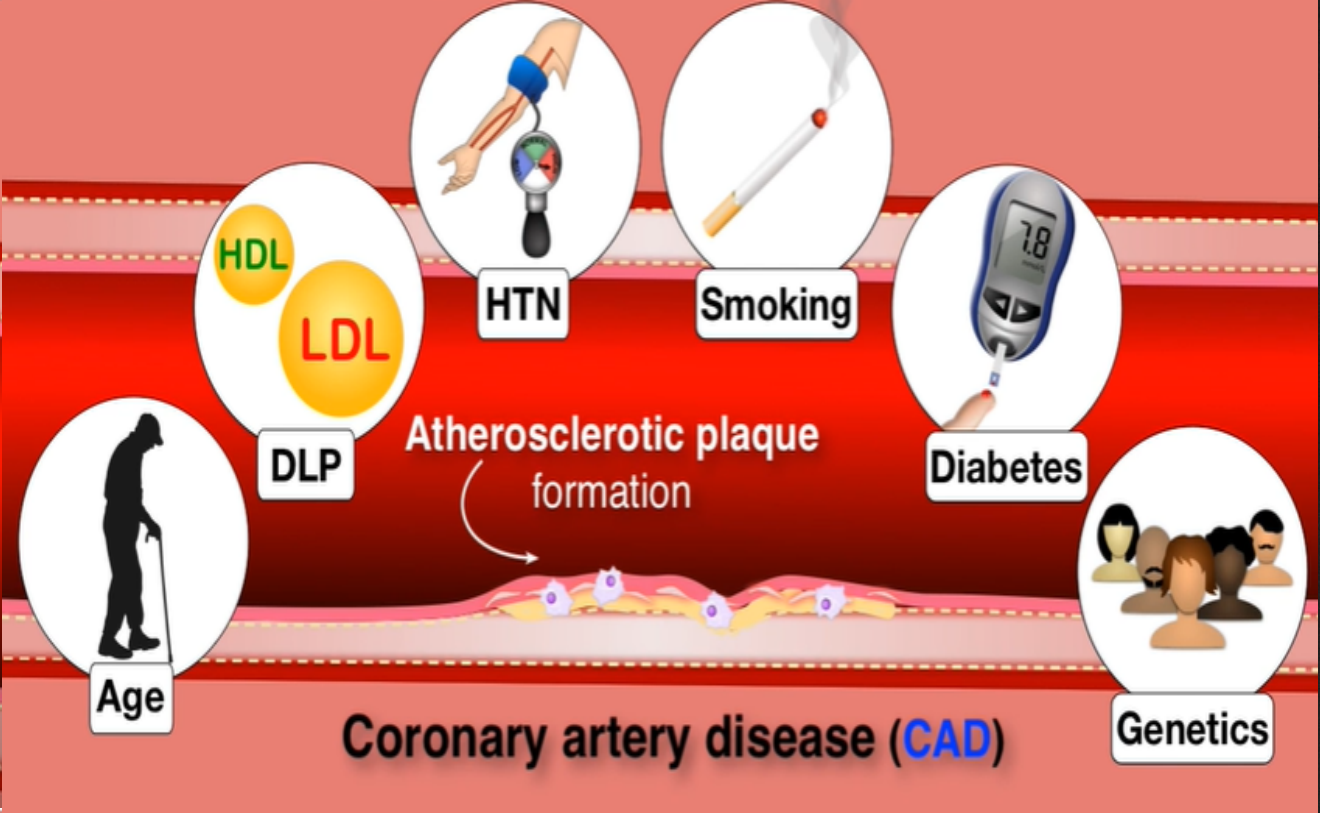 HTN
Smoking
HDL
LDL
7.8
DLP
Diabetes
Atherosclerotic plaque
formation
Age
Genetics
Coronary artery disease (CAD)